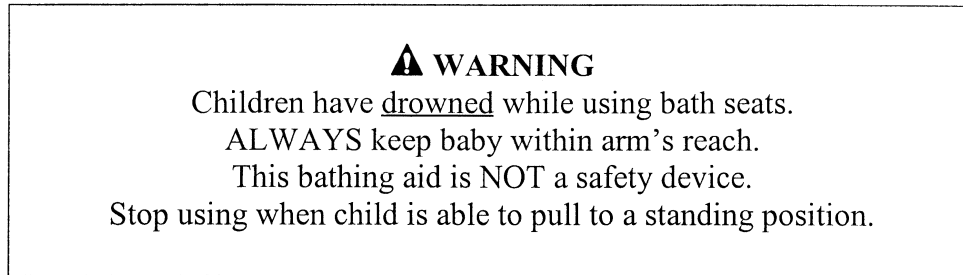 ⚠ WARNING
Children have drowned while using bath seats.
ALWAYS keep baby within arm's reach.
This bathing aid is NOT a safety device.
Stop using when child is able to pull to a standing position.